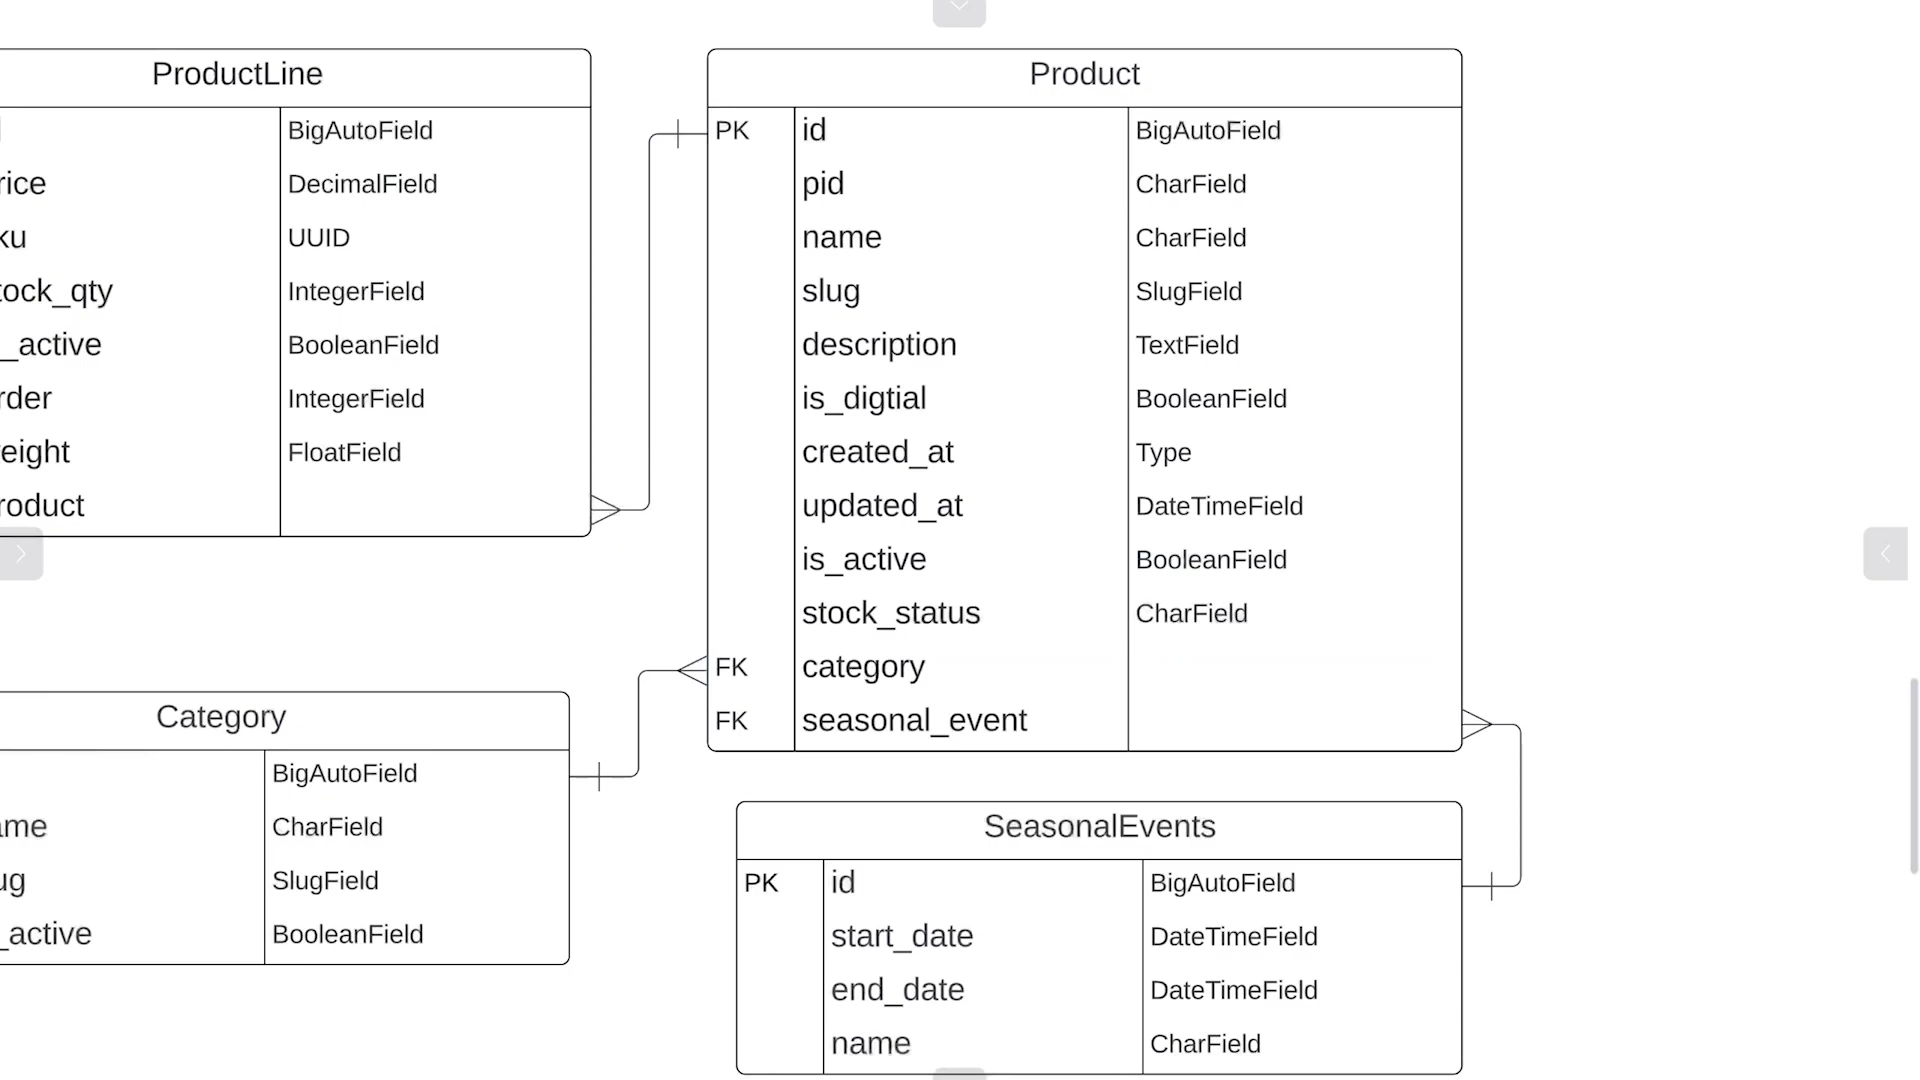 ProductLine
BigAutoField
rice DecimalField
ku UUID
tock_qty IntegerField
_active BooleanField
rder IntegerField
eight FloatField
roduct
Product
PK id BigAutoField
pid CharField
name CharField
slug SlugField
description TextField
is_digtial BooleanField
created_at Type
updated_at DateTimeField
is_active BooleanField
stock_status CharField
FK category
FK seasonal_event
Category
BigAutoField
ame CharField
ug SlugField
_active BooleanField
SeasonalEvents
PK id BigAutoField
start_date DateTimeField
end_date DateTimeField
name CharField